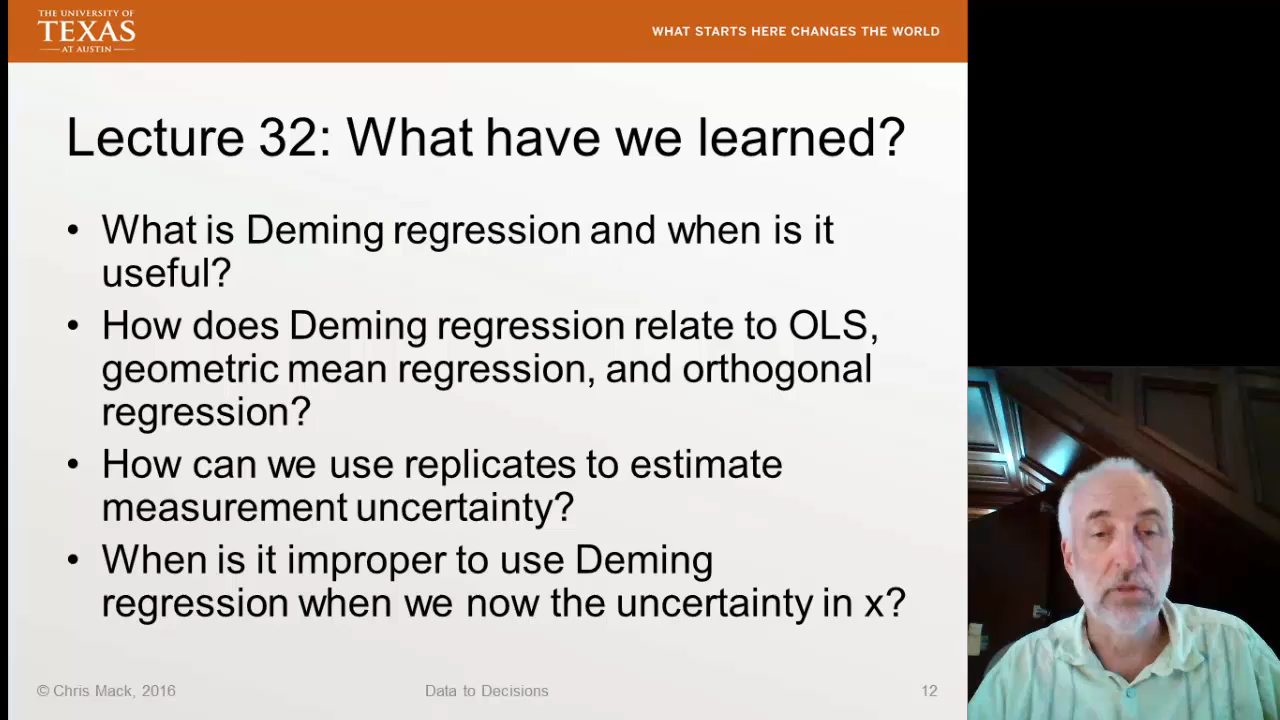 THE UNIVERSITY OF
TEXAS
AT AUSTIN
WHAT STARTS HERE CHANGES THE WORLD
Lecture 32: What have we learned?
• What is Deming regression and when is it
useful?
• How does Deming regression relate to OLS,
geometric mean regression, and orthogonal
regression?
• How can we use replicates to estimate
measurement uncertainty?
• When is it improper to use Deming
regression when we now the uncertainty in x?
© Chris Mack, 2016
Data to Decisions
12